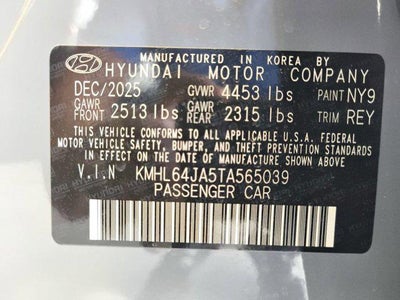 MANUFACTURED IN KOREA BY
HYUNDAI MOTOR COMPANY
DEC/2025 GVWR 4453 lbs PAINT NY9
GAWR FRONT 2513 lbs GAWR REAR 2315 lbs TRIM REY
THIS VEHICLE CONFORMS TO ALL APPLICABLE U.S.A. FEDERAL
MOTOR VEHICLE SAFETY, BUMPER, AND THEFT PREVENTION STANDARDS
IN EFFECT ON THE DATE OF MANUFACTURE SHOWN ABOVE
V.I.N KMHL64JA5TA565039
PASSENGER CAR